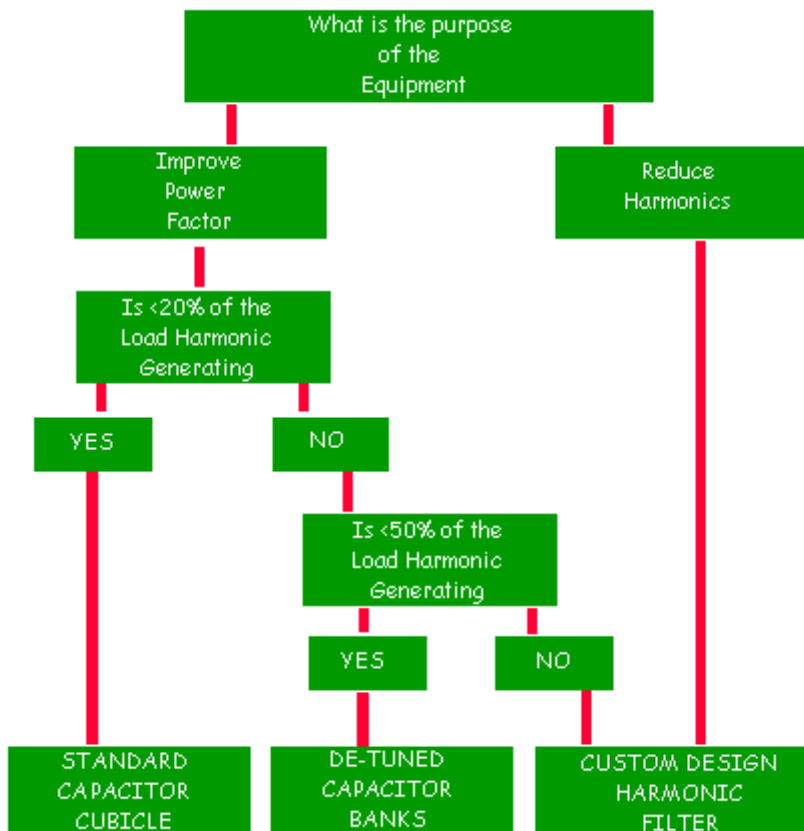 What is the purpose
of the
Equipment
Improve
Power
Factor
Reduce
Harmonics
Is <20% of the
Load Harmonic
Generating
YES
NO
Is <50% of the
Load Harmonic
Generating
YES
NO
STANDARD
CAPACITOR
CUBICLE
DE-TUNED
CAPACITOR
BANKS
CUSTOM DESIGN
HARMONIC
FILTER